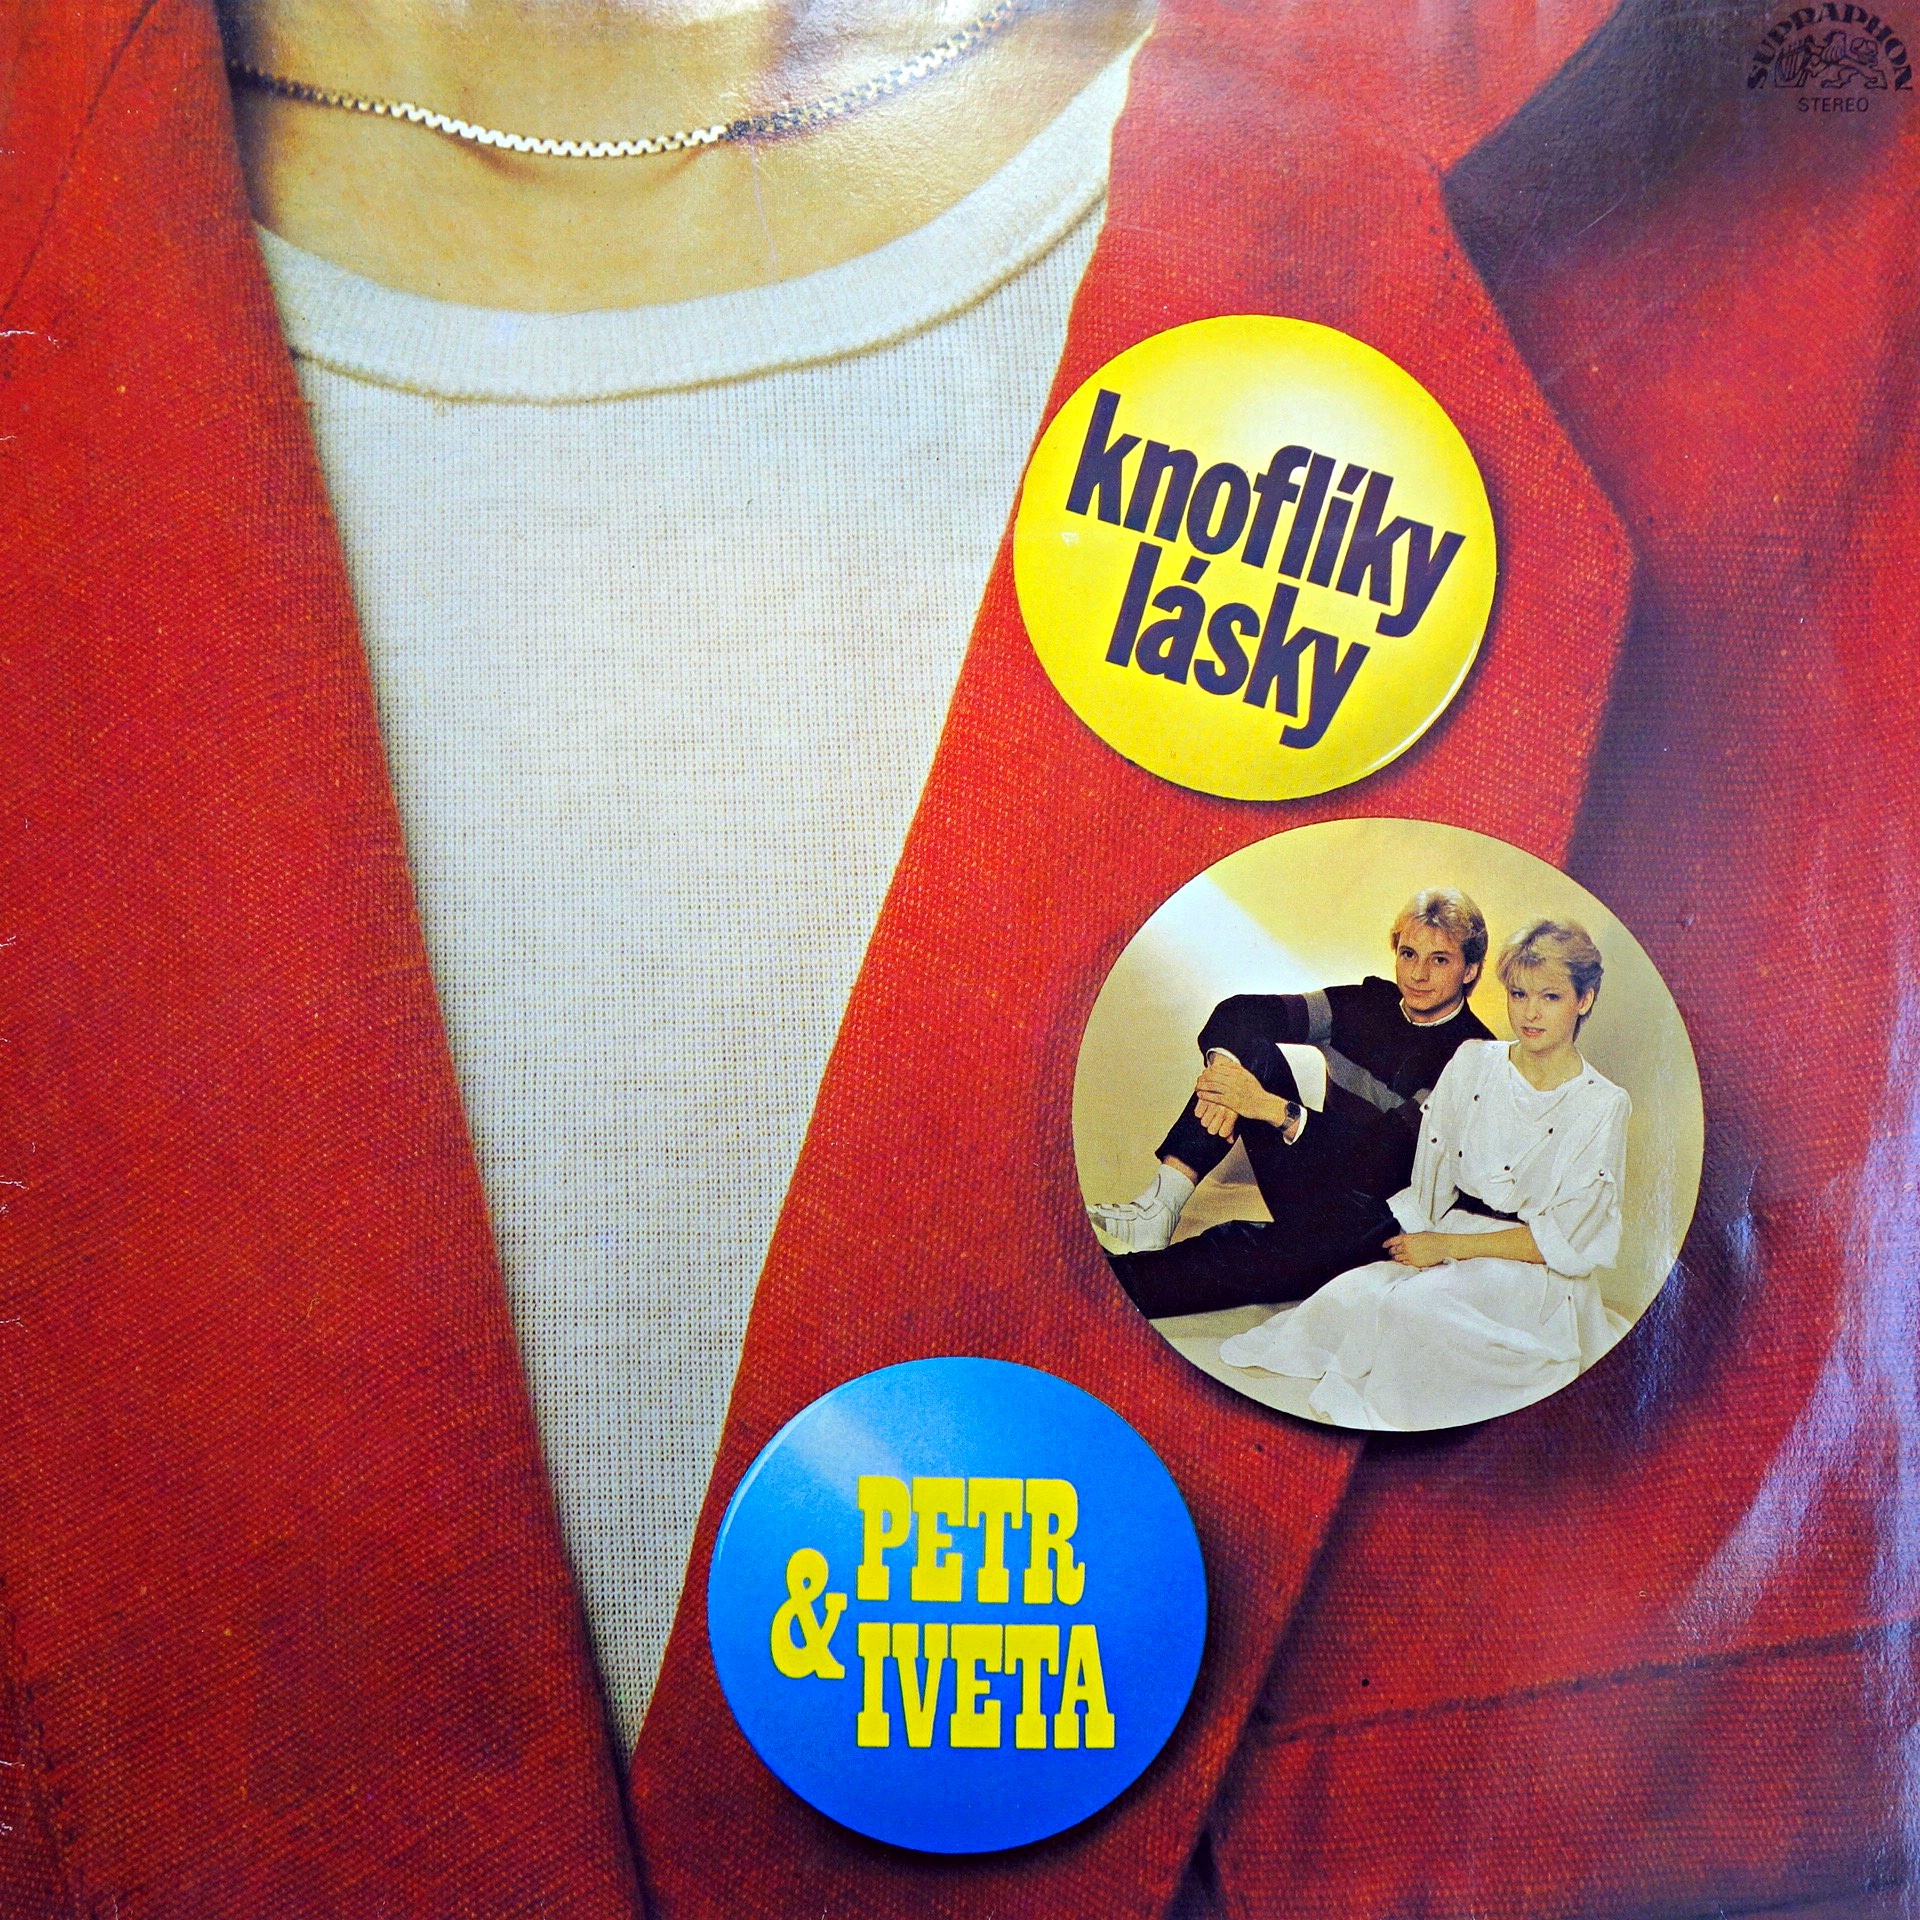 SUPRAPHON
STEREO
knoflíky
lásky
PETR
& IVETA